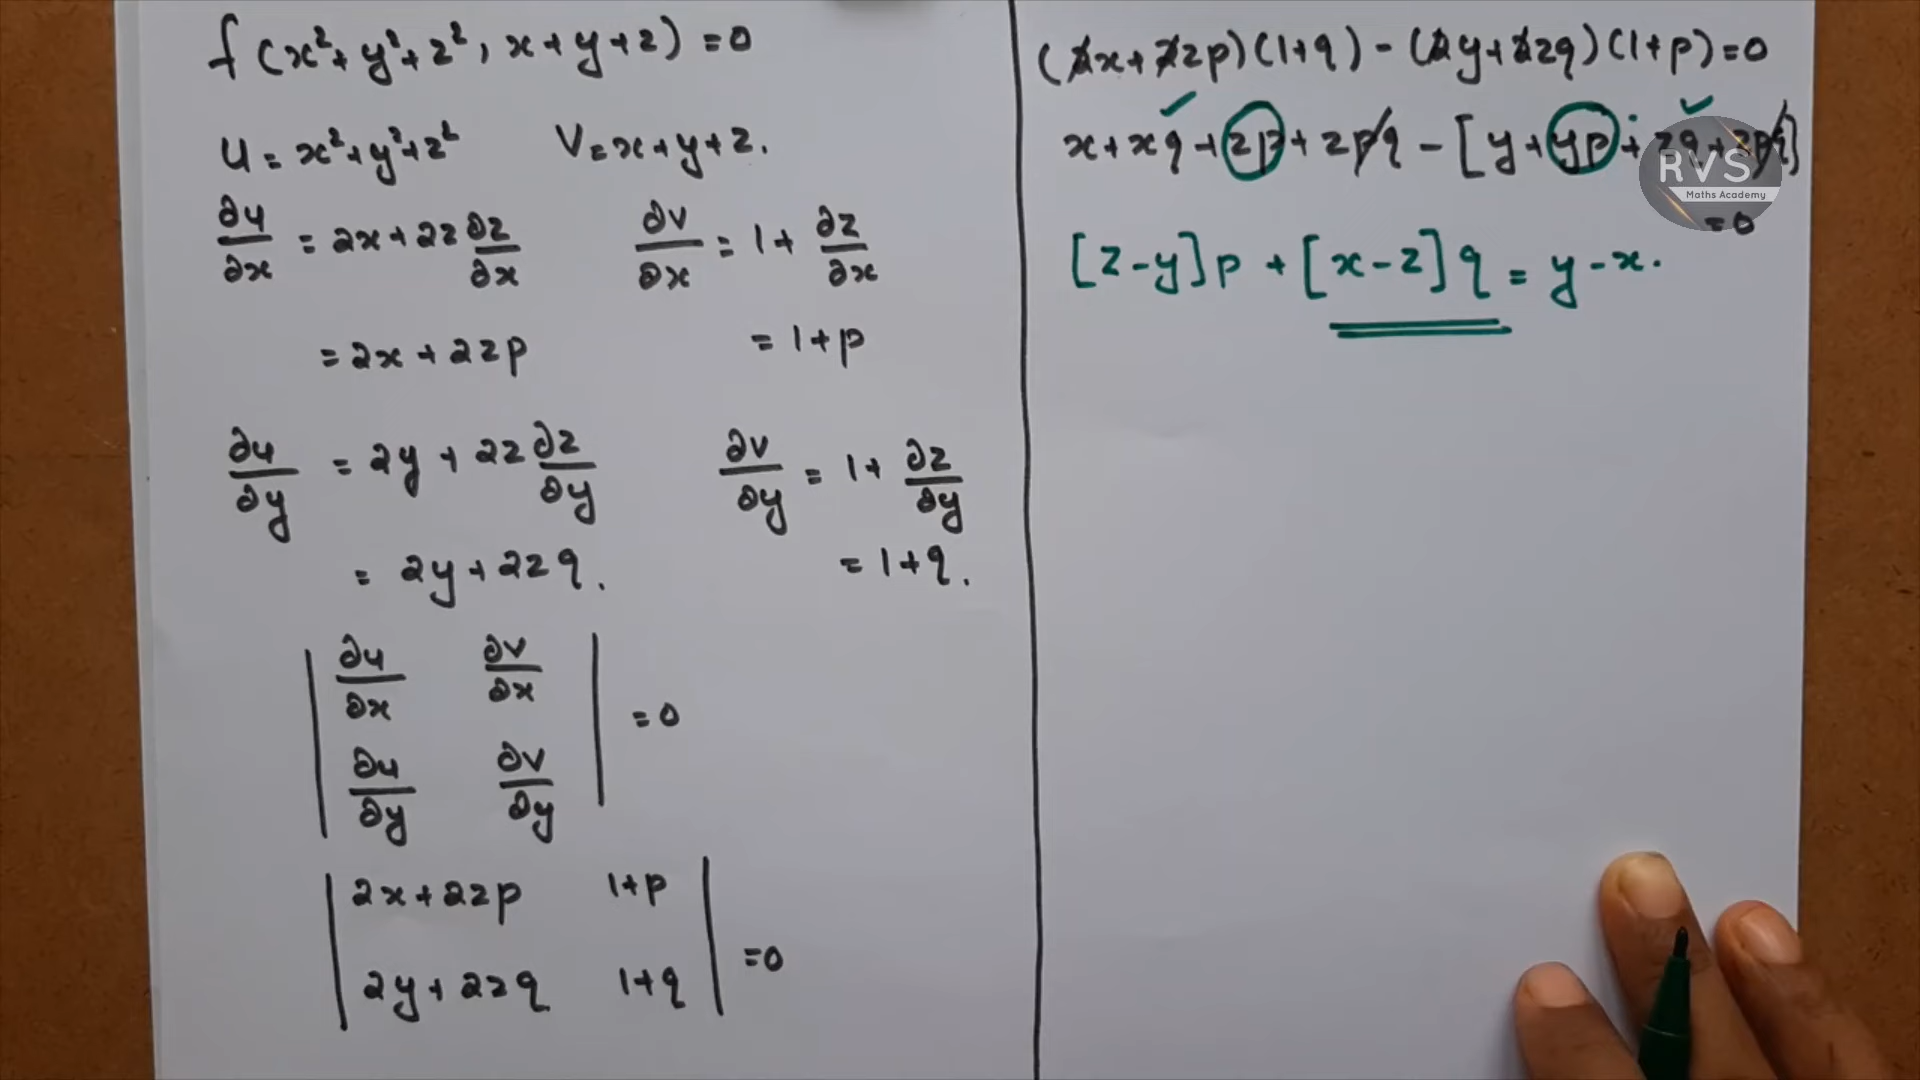 f(x²+y²+z², x+y+z)=0
u=x²+y²+z² V=x+y+z.
∂u/∂x = 2x+2z ∂z/∂x ∂v/∂x = 1+ ∂z/∂x
=2x+2zp =1+p
∂u/∂y = 2y+2z ∂z/∂y ∂v/∂y = 1+ ∂z/∂y
= 2y+2zq. =1+q.
| ∂u/∂x ∂v/∂x |
| ∂u/∂y ∂v/∂y | =0
| 2x+2zp 1+p |
| 2y+2zq 1+q | =0
(2x+2zp)(1+q)-(2y+2zq)(1+p)=0
x+xq+zp+zpq-[y+yp+zq+zpq]
=0
[z-y]p+[x-z]q=y-x.
RVS
Maths Academy